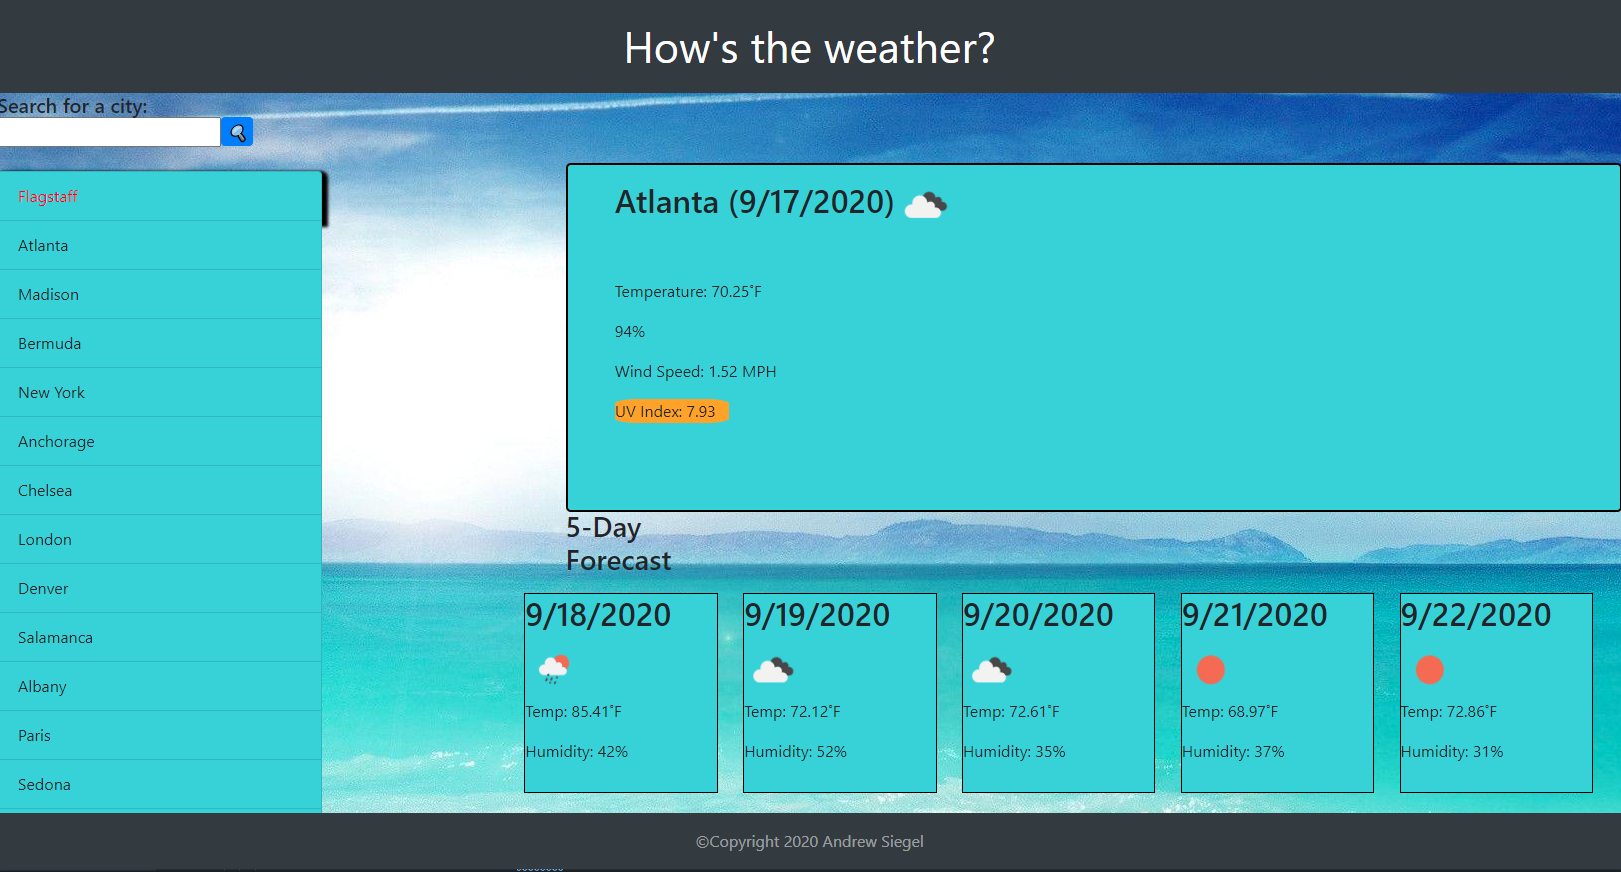 How's the weather?
Search for a city:
Flagstaff
Atlanta
Madison
Bermuda
New York
Anchorage
Chelsea
London
Denver
Salamanca
Albany
Paris
Sedona
Atlanta (9/17/2020)
Temperature: 70.25°F
94%
Wind Speed: 1.52 MPH
UV Index: 7.93
5-Day
Forecast
9/18/2020
Temp: 85.41°F
Humidity: 42%
9/19/2020
Temp: 72.12°F
Humidity: 52%
9/20/2020
Temp: 72.61°F
Humidity: 35%
9/21/2020
Temp: 68.97°F
Humidity: 37%
9/22/2020
Temp: 72.86°F
Humidity: 31%
©Copyright 2020 Andrew Siegel